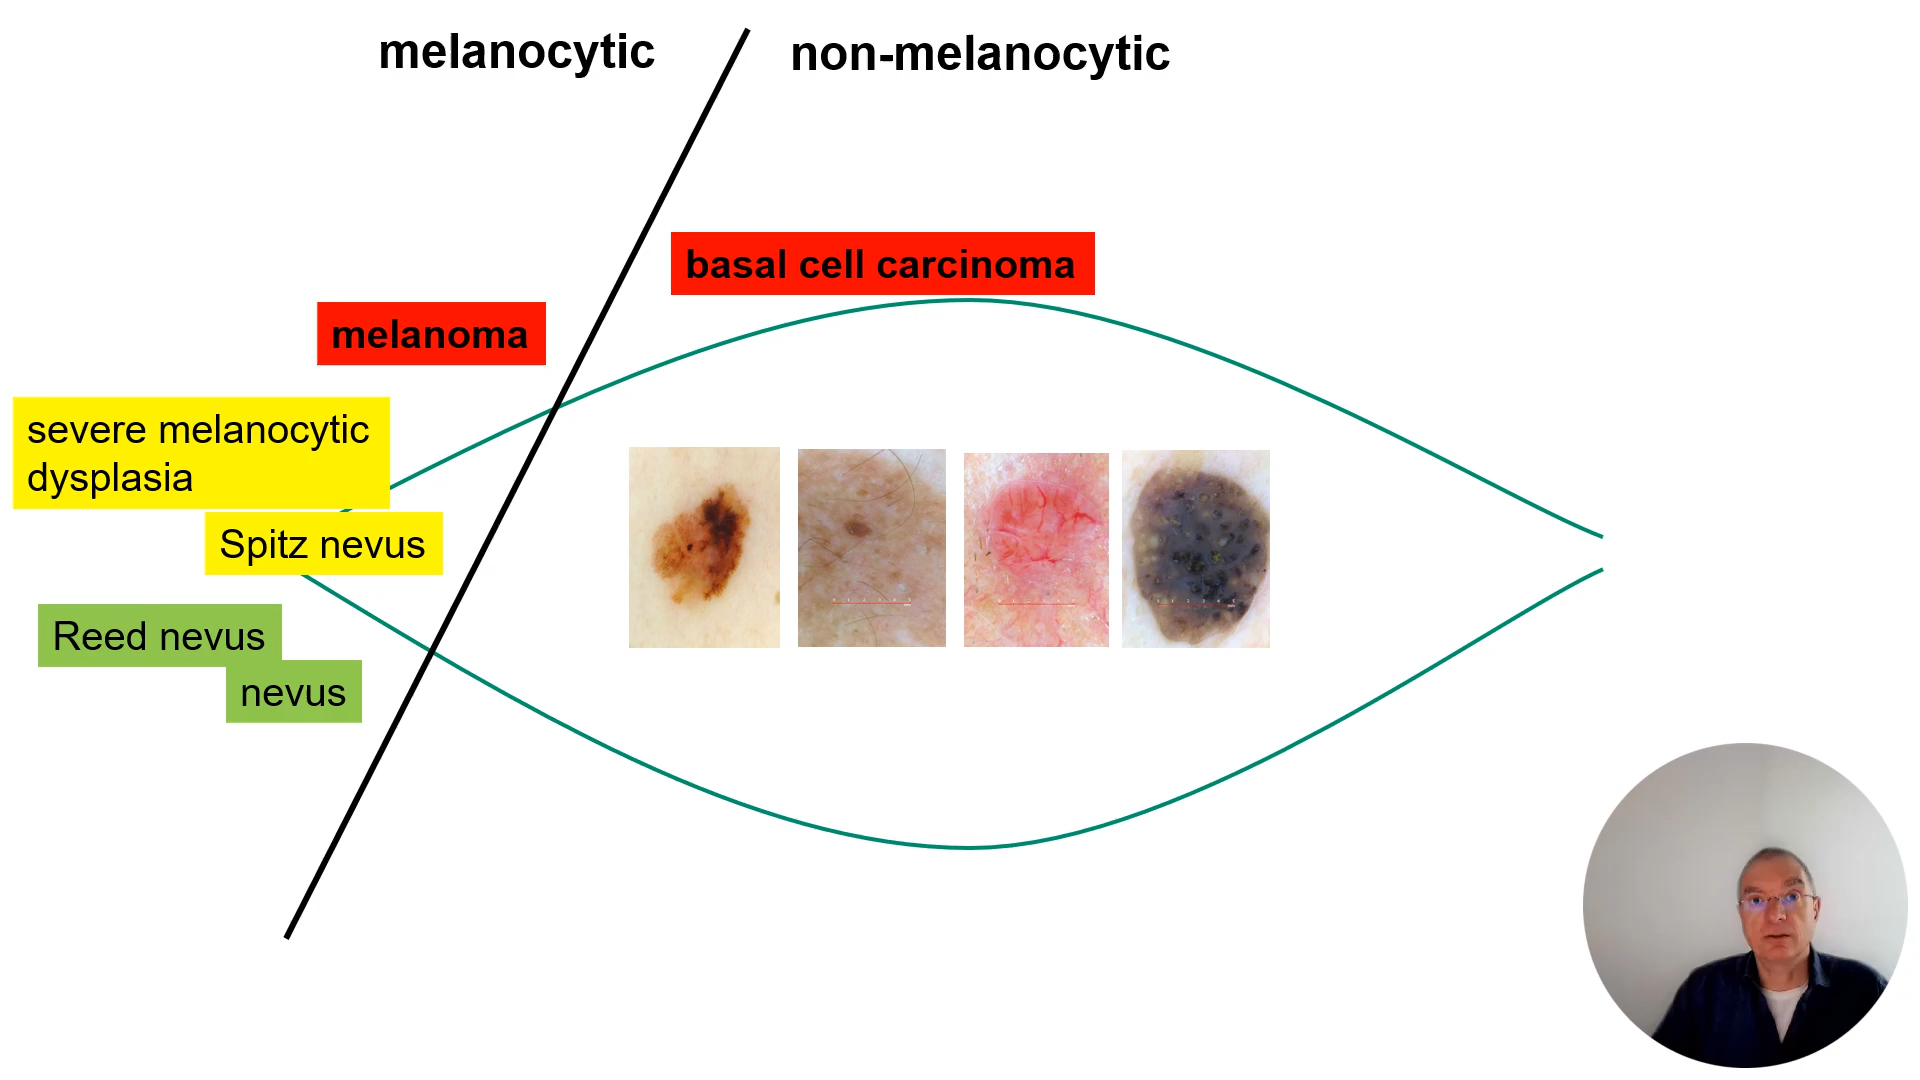 melanocytic
non-melanocytic
basal cell carcinoma
melanoma
severe melanocytic
dysplasia
Spitz nevus
Reed nevus
nevus